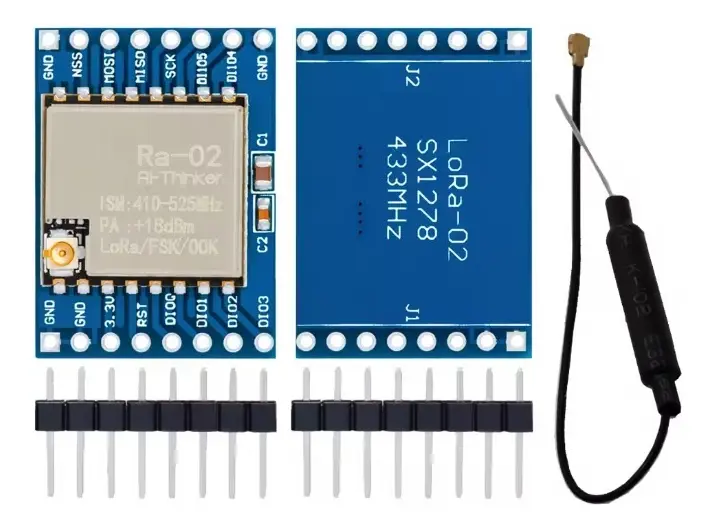 GND
NSS
MOSI
MISO
SCK
DIO5
DIO4
GND
Ra-02
Ai-Thinker
ISM:410-525MHz
PA :+18dBm
LoRa/FSK/OOK
C1
C2
GND
GND
3.3V
RST
DIO0
DIO1
DIO2
DIO3
J2
LoRa-02
SX1278
433MHz
J1